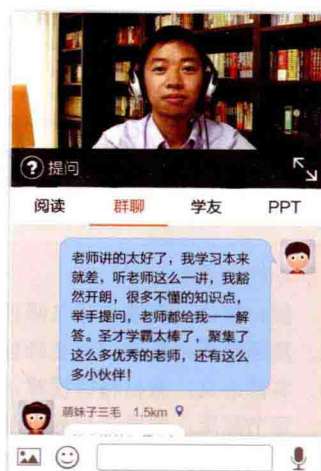 ? 提问
阅读 群聊 学友 PPT
老师讲的太好了，我学习本来
就差，听老师这么一讲，我豁
然开朗，很多不懂的知识点，
举手提问，老师都给我一一解
答。圣才学霸太棒了，聚集了
这么多优秀的老师，还有这么
多小伙伴！
萌妹子三毛 1.5km